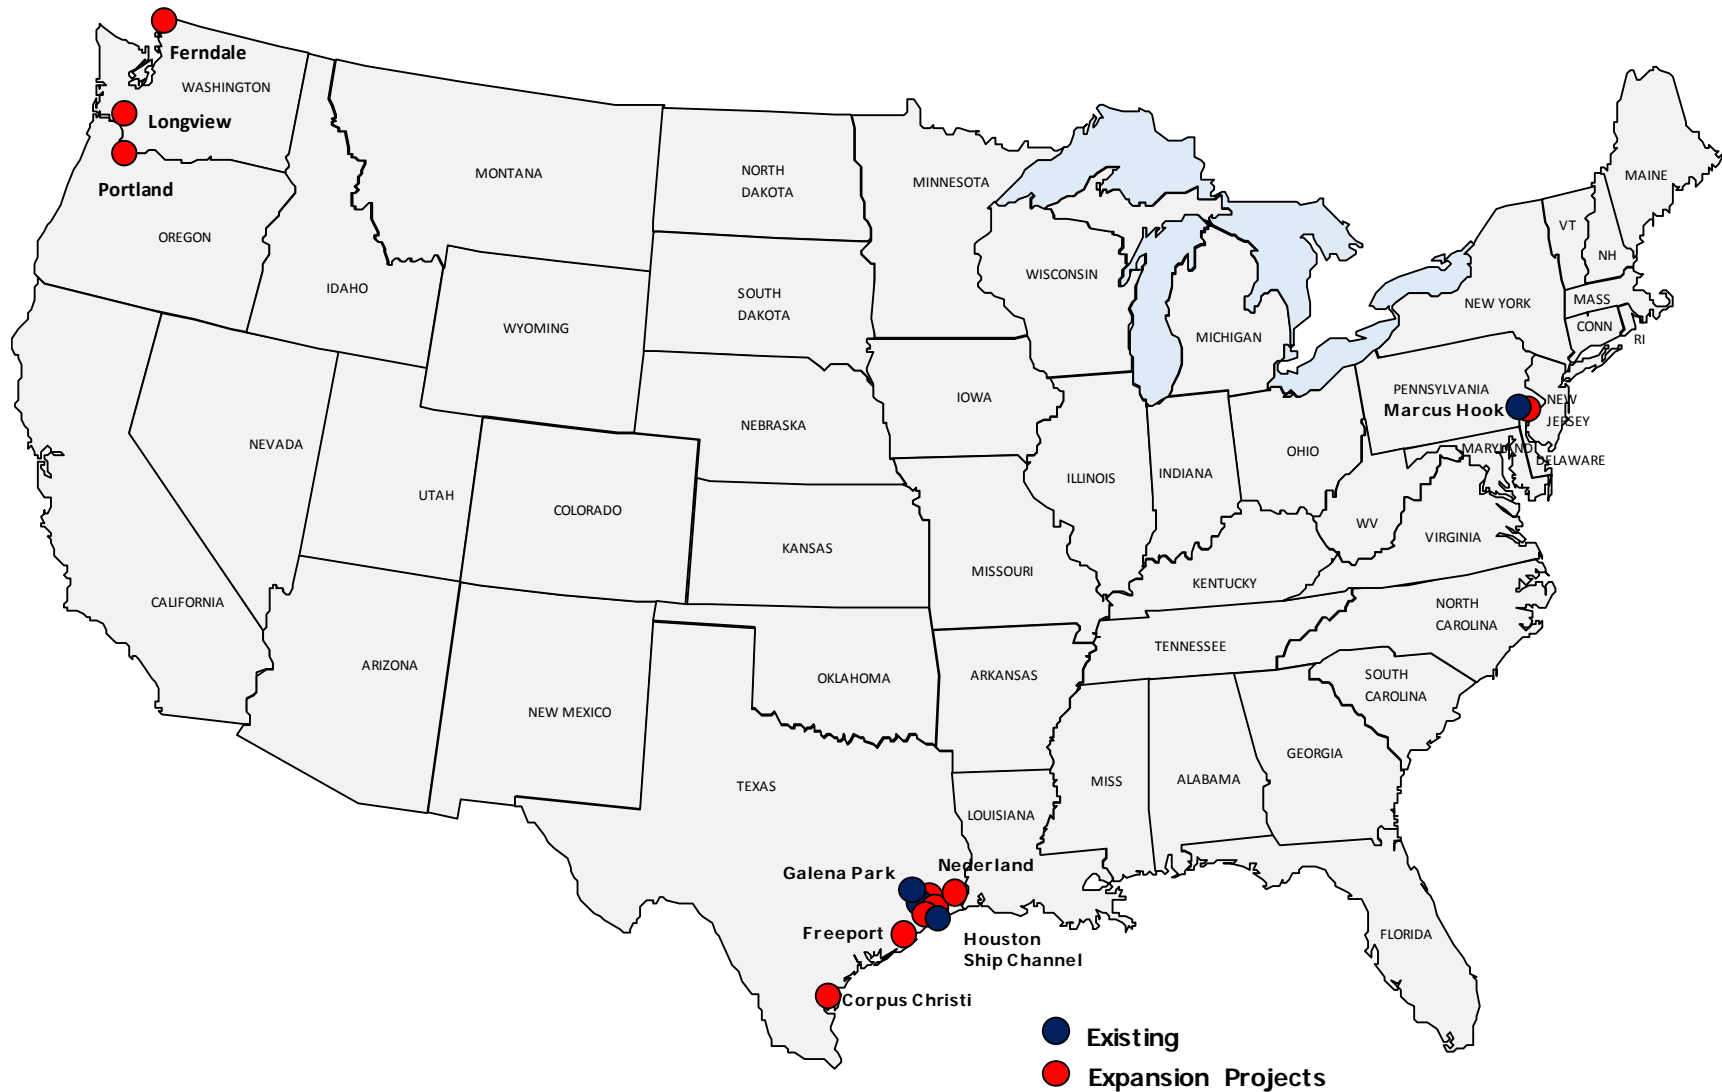 Ferndale
WASHINGTON
Longview
Portland
OREGON
MONTANA
IDAHO
WYOMING
NORTH
DAKOTA
SOUTH
DAKOTA
MINNESOTA
WISCONSIN
MICHIGAN
MAINE
VT
NH
NEW YORK
MASS
CONN
RI
PENNSYLVANIA
Marcus Hook
NEW
JERSEY
MARYLAND
DELAWARE
IOWA
NEBRASKA
NEVADA
UTAH
COLORADO
KANSAS
MISSOURI
ILLINOIS
INDIANA
OHIO
WV
VIRGINIA
KENTUCKY
CALIFORNIA
ARIZONA
NEW MEXICO
OKLAHOMA
ARKANSAS
TENNESSEE
NORTH
CAROLINA
SOUTH
CAROLINA
TEXAS
LOUISIANA
MISS
ALABAMA
GEORGIA
FLORIDA
Galena Park
Nederland
Freeport
Houston
Ship Channel
Corpus Christi
Existing
Expansion Projects